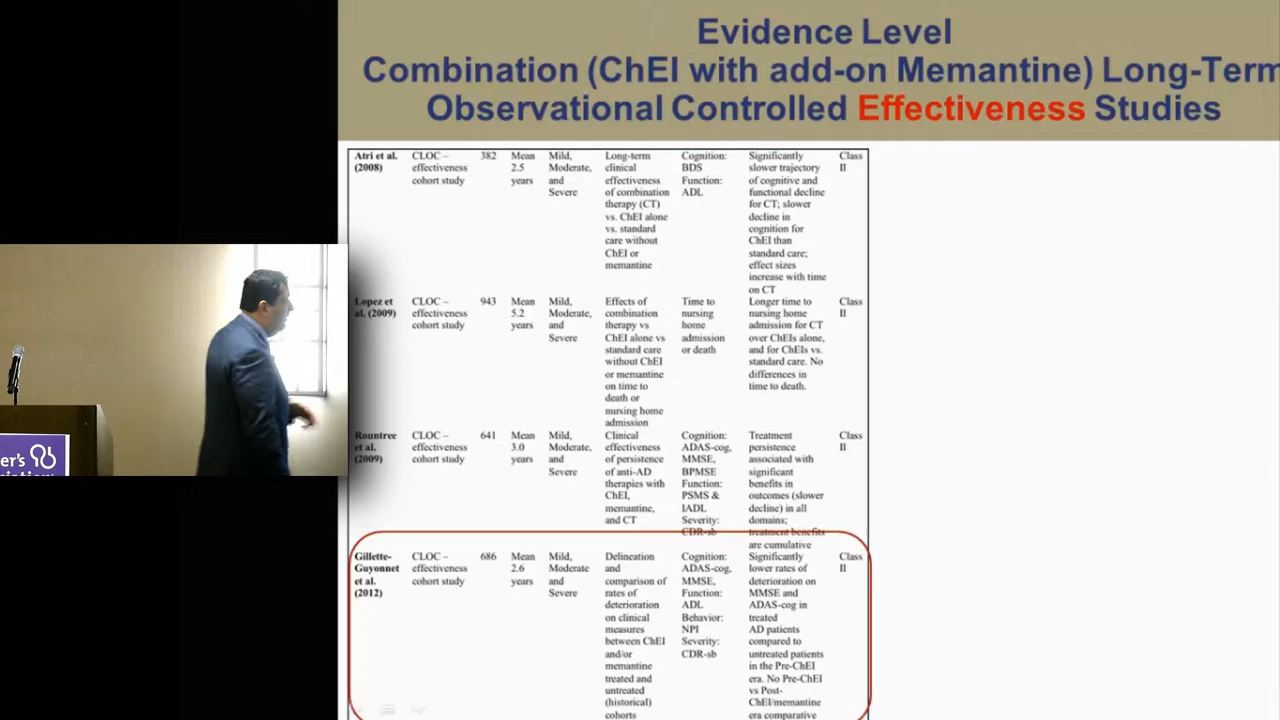 Evidence Level
Combination (ChEI with add-on Memantine) Long-Term
Observational Controlled Effectiveness Studies
Atri et al.
(2008)
CLOC –
effectiveness
cohort study
382
Mean
2.5
years
Mild,
Moderate,
and
Severe
Long-term
clinical
effectiveness
of combination
therapy (CT)
vs. ChEI alone
vs. standard
care without
ChEI or
memantine
Cognition:
BDS
Function:
ADL
Significantly
slower trajectory
of cognitive and
functional decline
for CT; slower
decline in
cognition for
ChEI than
standard care;
effect sizes
increase with time
on CT
Class
II
Lopez et
al. (2009)
CLOC –
effectiveness
cohort study
943
Mean
5.2
years
Mild,
Moderate,
and
Severe
Effects of
combination
therapy vs
ChEI alone vs
standard care
without ChEI
or memantine
on time to
death or
nursing home
admission
Time to
nursing
home
admission
or death
Longer time to
nursing home
admission for CT
over ChEIs alone,
and for ChEIs vs.
standard care. No
differences in
time to death.
Class
II
Rountree
et al.
(2009)
CLOC –
effectiveness
cohort study
641
Mean
3.0
years
Mild,
Moderate,
and
Severe
Clinical
effectiveness
of persistence
of anti-AD
therapies with
ChEI,
memantine,
and CT
Cognition:
ADAS-cog,
MMSE,
BPMSE
Function:
PSMS &
IADL
Severity:
CDR-sb
Treatment
persistence
associated with
significant
benefits in
outcomes (slower
decline) in all
domains;
treatment benefits
are cumulative
Class
II
Gillette-
Guyonnet
et al.
(2012)
CLOC –
effectiveness
cohort study
686
Mean
2.6
years
Mild,
Moderate
and
Severe
Delineation
and
comparison of
rates of
deterioration
on clinical
measures
between ChEI
and/or
memantine
treated and
untreated
(historical)
cohorts
Cognition:
ADAS-cog,
MMSE,
Function:
ADL
Behavior:
NPI
Severity:
CDR-sb
Significantly
lower rates of
deterioration on
MMSE and
ADAS-cog in
treated
AD patients
compared to
untreated patients
in the Pre-ChEI
era. No Pre-ChEI
vs Post-
ChEI/memantine
era comparative
Class
II
er's